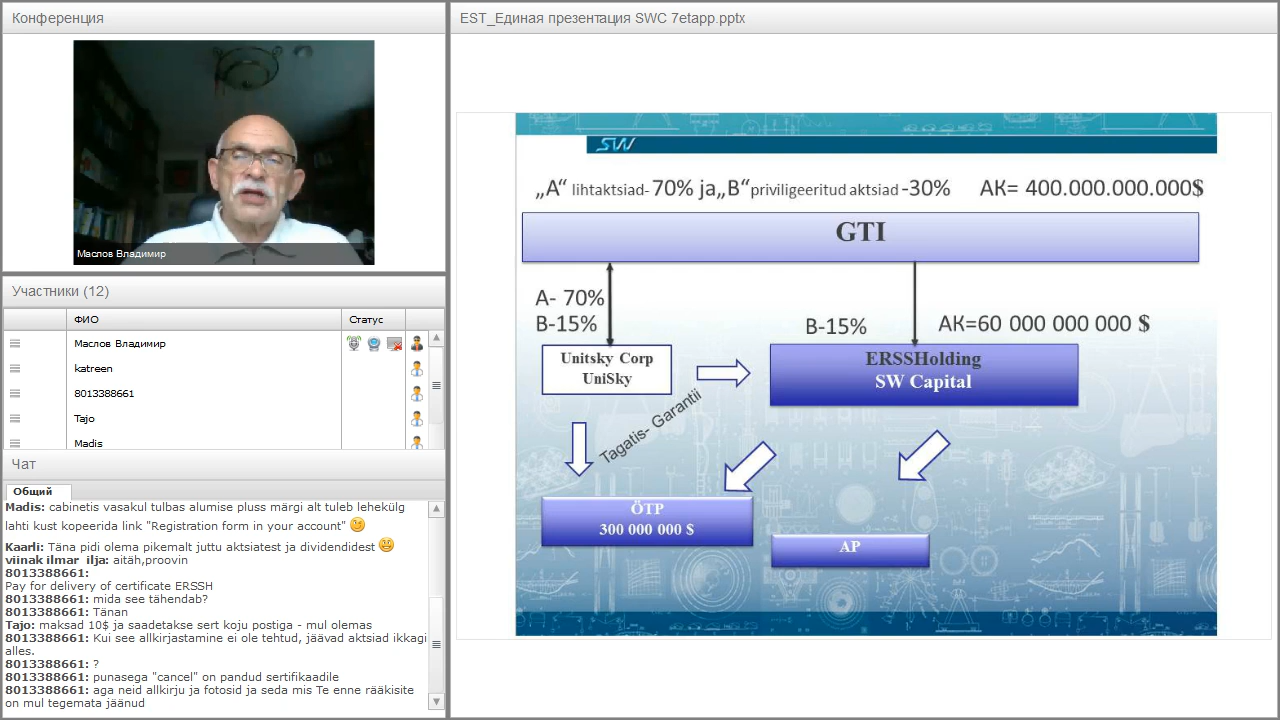 Конференция
Маслов Владимир
Участники (12)
ФИО
Статус
Маслов Владимир
katreen
8013388661
Tajo
Madis
Чат
Общий
Madis: cabinetis vasakul tulbas alumise pluss märgi alt tuleb lehekülg
lahti kust kopeerida link "Registration form in your account"
Kaarli: Täna pidi olema pikemalt juttu aktsiatest ja dividendidest
viinak ilmar ilja: aitäh,proovin
8013388661:
Pay for delivery of certificate ERSSH
8013388661: mida see tähendab?
8013388661: Tänan
Tajo: maksad 10$ ja saadetakse sert koju postiga - mul olemas
8013388661: Kui see allkirjastamine ei ole tehtud, jäävad aktsiad ikkagi
alles.
8013388661: ?
8013388661: punasega "cancel" on pandud sertifikaadile
8013388661: aga neid allkirju ja fotosid ja seda mis Te enne rääkisite
on mul tegemata jäänud
EST_Единая презентация SWC 7etapp.pptx
SW
„A“ lihtaktsiad- 70% ja„B“priviligeeritud aktsiad -30% AK= 400.000.000.000$
GTI
A- 70%
B-15%
B-15%
AK=60 000 000 000 $
Unitsky Corp
UniSky
ERSSHolding
SW Capital
Tagatis- Garantii
ÖTP
300 000 000 $
AP